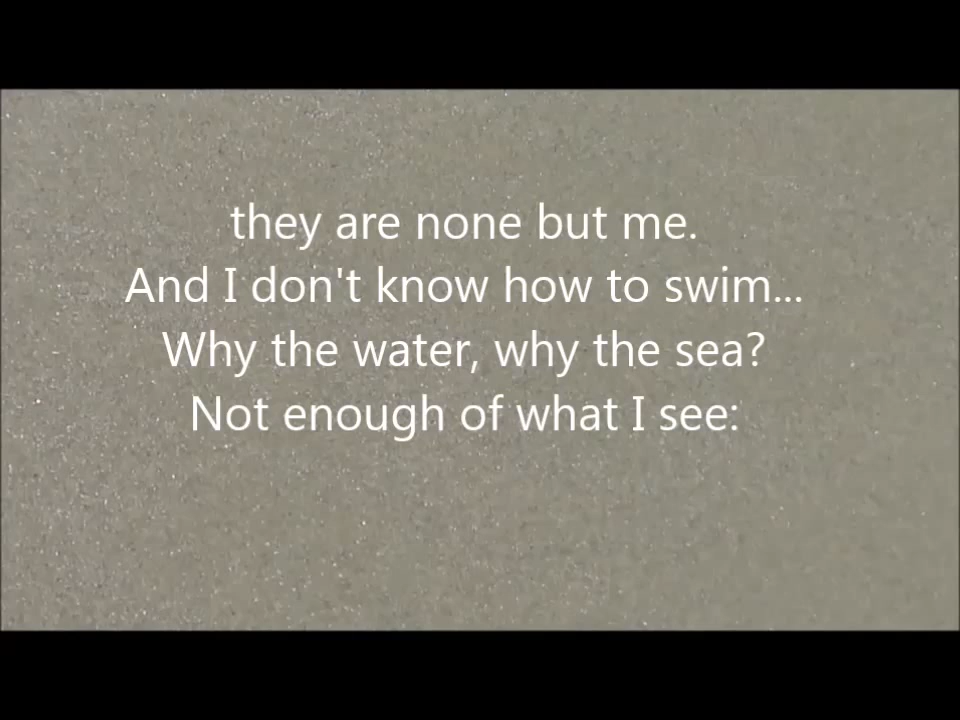 they are none but me.
And I don't know how to swim...
Why the water, why the sea?
Not enough of what I see: